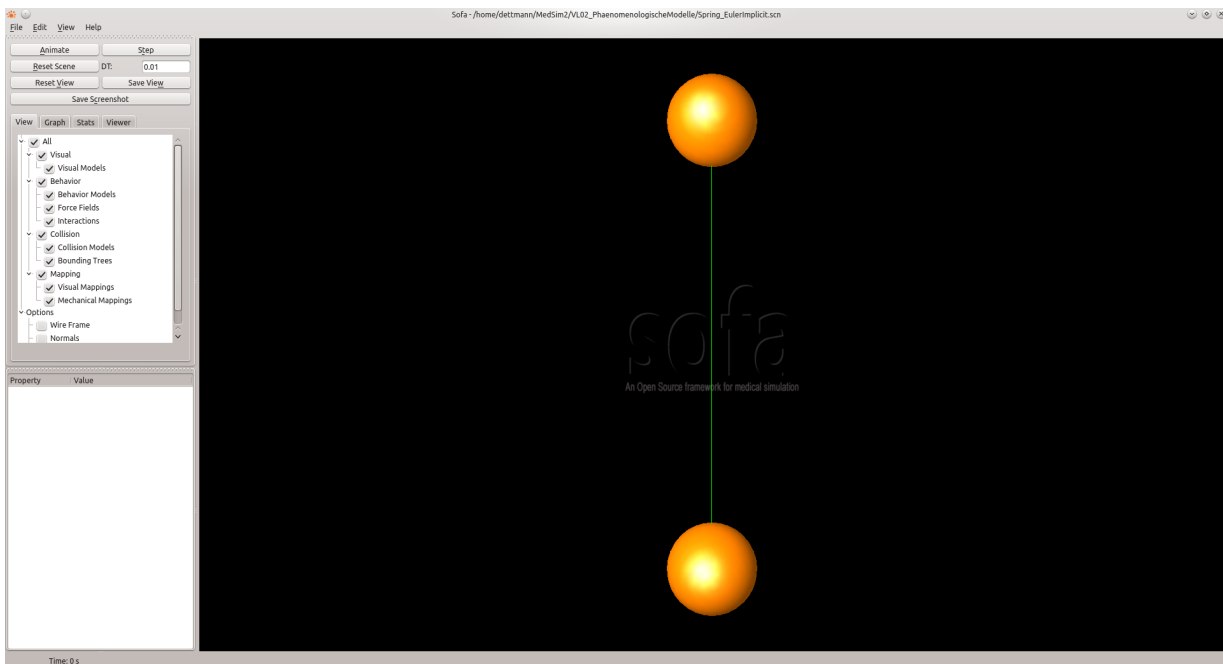 Sofa - /home/dettmann/MedSim2/VL02_PhaenomenologischeModelle/Spring_EulerImplicit.scn
File Edit View Help
Animate Step
Reset Scene DT: 0.01
Reset View Save View
Save Screenshot
View Graph Stats Viewer
All
Visual
Visual Models
Behavior
Behavior Models
Force Fields
Interactions
Collision
Collision Models
Bounding Trees
Mapping
Visual Mappings
Mechanical Mappings
Options
Wire Frame
Normals
Property Value
sofa
An Open Source framework for medical simulation
Time: 0 s